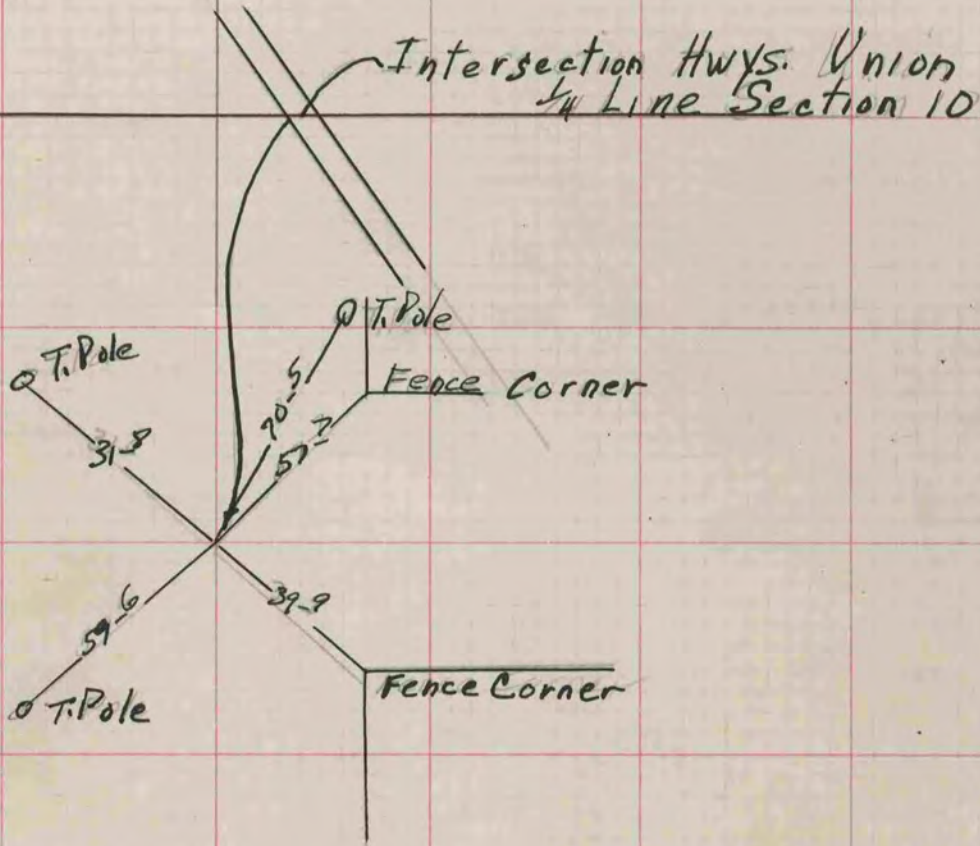 Intersection Hwys. Union
1/4 Line Section 10
T. Pole
T. Pole
Fence Corner
90-5
57-7
31-8
39-9
59-6
Fence Corner
T. Pole